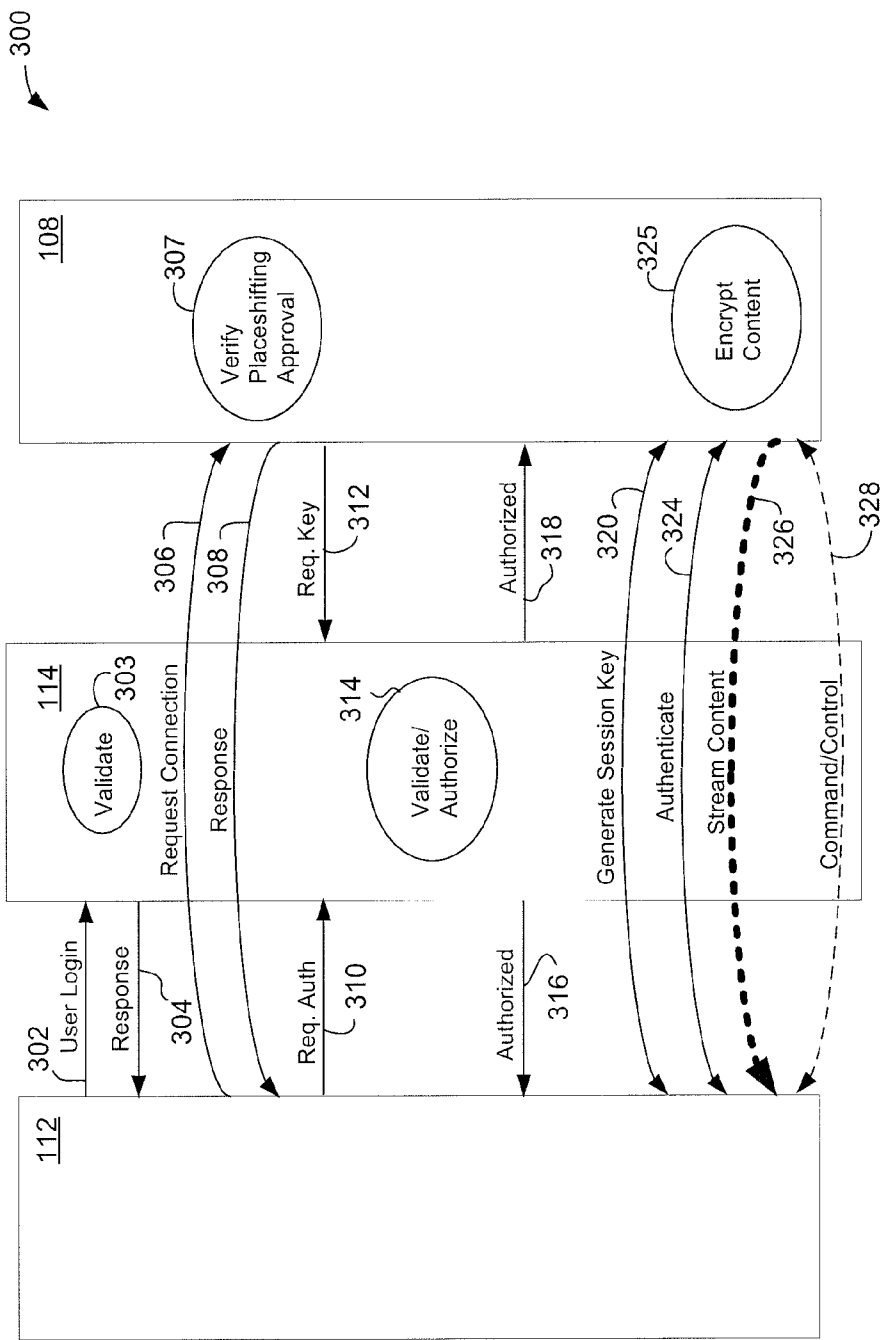 300
112
114
108
302
User Login
Validate
303
Response
304
Request Connection
306
Verify
Placeshifting
Approval
307
Response
308
Req. Auth
310
Req. Key
312
314
Validate/
Authorize
Authorized
316
Authorized
318
Generate Session Key
320
Authenticate
324
Encrypt
Content
325
Stream Content
326
Command/Control
328